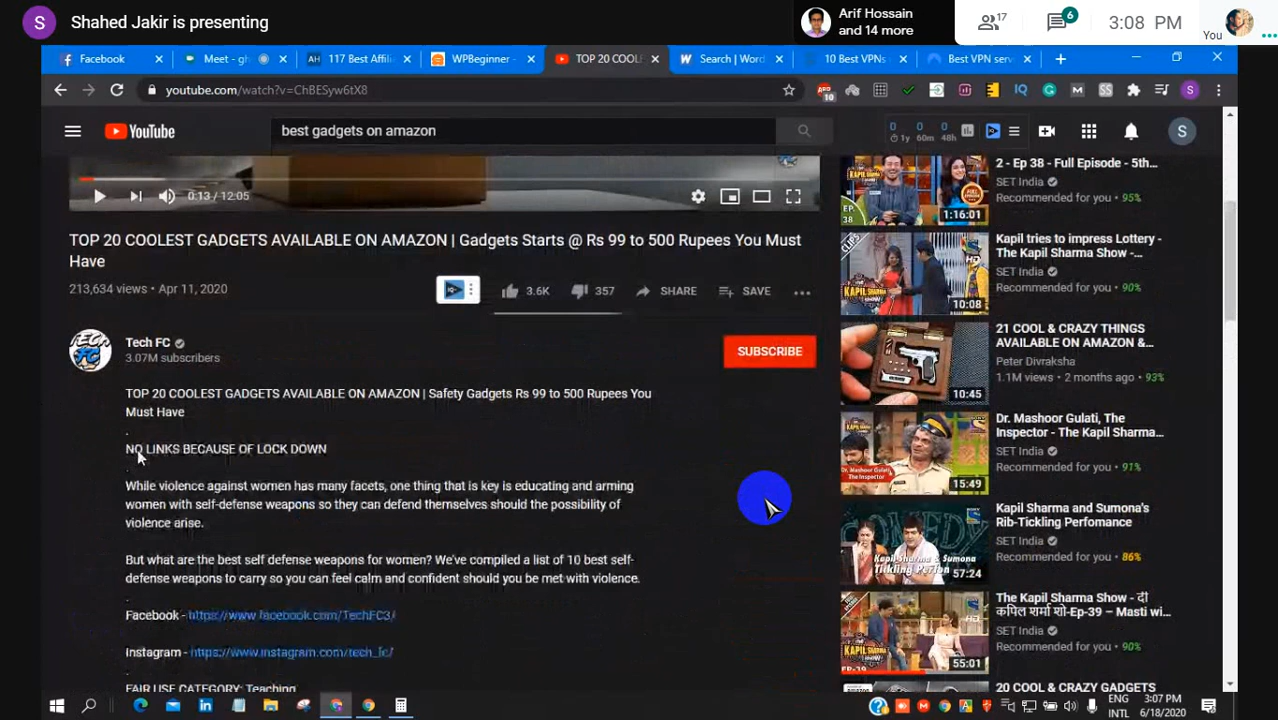 S Shahed Jakir is presenting
Arif Hossain
and 14 more
17
6
3:08 PM
You
Facebook
Meet - g
117 Best Affili
WPBeginner -
TOP 20 COOL
Search | Word
10 Best VPNs
Best VPN serv
youtube.com/watch?v=ChBESyw6tX8
10
S
YouTube
best gadgets on amazon
0 0 0
1y 60m 48h
S
0:13 / 12:05
TOP 20 COOLEST GADGETS AVAILABLE ON AMAZON | Gadgets Starts @ Rs 99 to 500 Rupees You Must
Have
213,634 views • Apr 11, 2020
3.6K
357
SHARE
SAVE
Tech FC
3.07M subscribers
SUBSCRIBE
TOP 20 COOLEST GADGETS AVAILABLE ON AMAZON | Safety Gadgets Rs 99 to 500 Rupees You
Must Have
.
NO LINKS BECAUSE OF LOCK DOWN
.
While violence against women has many facets, one thing that is key is educating and arming
women with self-defense weapons so they can defend themselves should the possibility of
violence arise.
But what are the best self defense weapons for women? We've compiled a list of 10 best self-
defense weapons to carry so you can feel calm and confident should you be met with violence.
.
Facebook - https://www.facebook.com/TechFC3/
.
Instagram - https://www.instagram.com/tech_fc/
.
FAIR USE CATEGORY: Teaching
2 - Ep 38 - Full Episode - 5th...
SET India
Recommended for you • 95%
EP.
38
1:16:01
Kapil tries to impress Lottery -
The Kapil Sharma Show -...
SET India
Recommended for you • 90%
CLIPS
10:08
21 COOL & CRAZY THINGS
AVAILABLE ON AMAZON &...
Peter Divraksha
1.1M views • 2 months ago • 93%
10:45
Dr. Mashoor Gulati, The
Inspector - The Kapil Sharma...
SET India
Recommended for you • 91%
15:49
Kapil Sharma and Sumona's
Rib-Tickling Perfomance
SET India
Recommended for you • 86%
COMEDY
Kapil Sharma & Sumona
57:24
The Kapil Sharma Show - दी
कपिल शर्मा शो-Ep-39 – Masti wi...
SET India
Recommended for you • 90%
55:01
20 COOL & CRAZY GADGETS
ENG
INTL
3:07 PM
6/18/2020